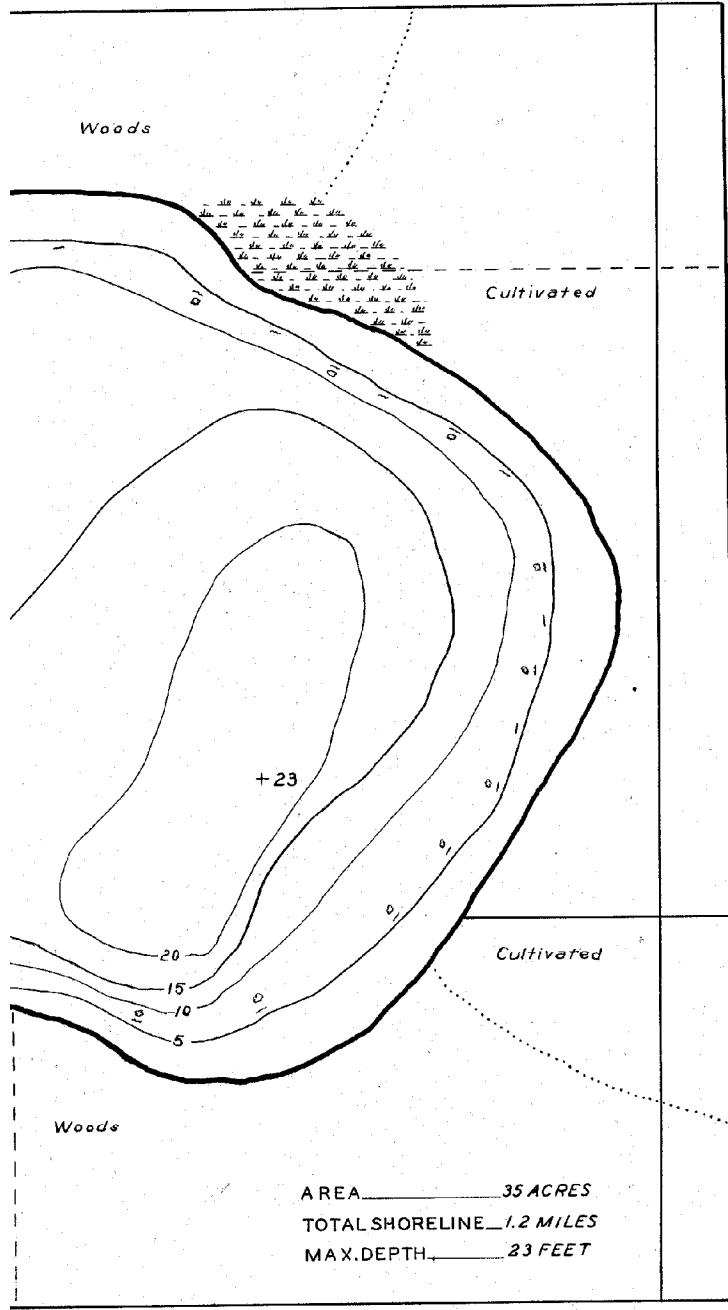 Woods
Cultivated
+23
Cultivated
20
15
10
5
Woods
AREA 35 ACRES
TOTAL SHORELINE 1.2 MILES
MAX. DEPTH 23 FEET